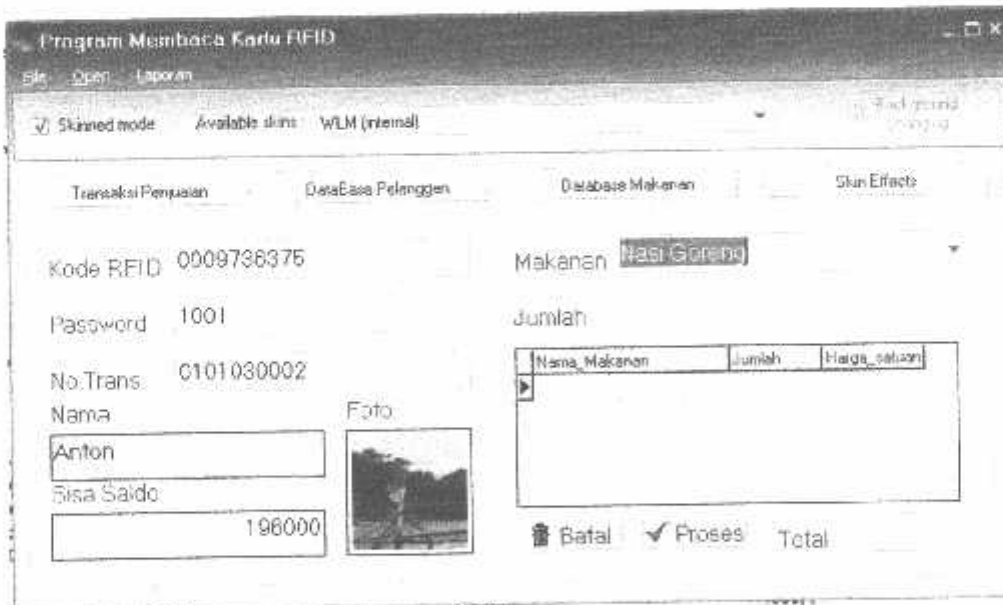 Program Membaca Kartu RFID
File Open Laporan
Skinned mode Available skins WLM (internal)
Transaksi Penjualan DataBase Pelanggan Database Makanan Skin Effects
Kode RFID 0009736375
Password 1001
No.Trans 0101030002
Nama
Anton
Sisa Saldo
196000
Foto
Makanan Nasi Goreng
Jumlah
Nama_Makanan Jumlah Harga_satuan
Batal Proses Total